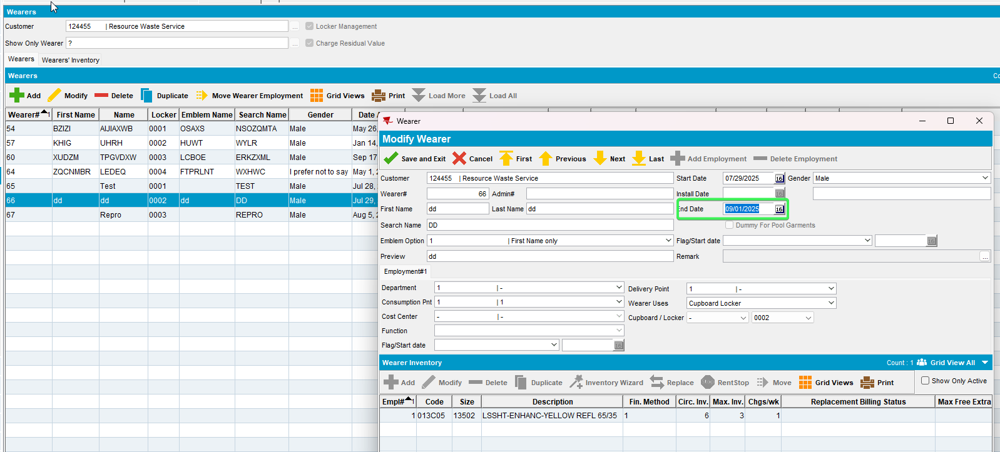 Wearers
Customer 124455 | Resource Waste Service ... Locker Management
Show Only Wearer ? ... Charge Residual Value
Wearers Wearers' Inventory
Wearers
Add Modify Delete Duplicate Move Wearer Employment Grid Views Print Load More Load All
Wearer# 1 First Name Name Locker Emblem Name Search Name Gender Date
54 BZIZI AIJIAXWB 0001 OSAXS NSOZQMTA Male May 26,
57 KHIG UHRH 0002 HUWT WYLR Male Jan 14,
60 XUDZM TPGVDXW 0003 LCBOE ERKZXML Male Sep 17
64 ZQCNMBR LEDEQ 0004 FTPRLNT WXHWC I prefer not to say May 1, 2
65 Test 0001 TEST Male Jul 28,
66 dd dd 0002 dd DD Male Jul 29,
67 Repro 0003 REPRO Male Aug 5, 2
Wearer
Modify Wearer
Save and Exit Cancel First Previous Next Last Add Employment Delete Employment
Customer 124455 | Resource Waste Service Start Date 07/29/2025 16 Gender Male
Wearer# 66 Admin# Install Date 16
First Name dd Last Name dd End Date 09/01/2025 16
Search Name DD Dummy For Pool Garments
Emblem Option 1 | First Name only Flag/Start date 16
Preview dd Remark ...
Employment#1
Department 1 | - Delivery Point 1 | -
Consumption Pnt 1 | 1 Wearer Uses Cupboard Locker
Cost Center - | - Cupboard / Locker - 0002
Function
Flag/Start date 16
Wearer Inventory Count : 1 Grid View All
Add Modify Delete Duplicate Inventory Wizard Replace RentStop Move Grid Views Print Show Only Active
Empl# 1 Code Size Description Fin. Method Circ. Inv. Max. Inv. Chgs/wk Replacement Billing Status Max Free Extra
1 013C05 13502 LSSHT-ENHANC-YELLOW REFL 65/35 1 6 3 1